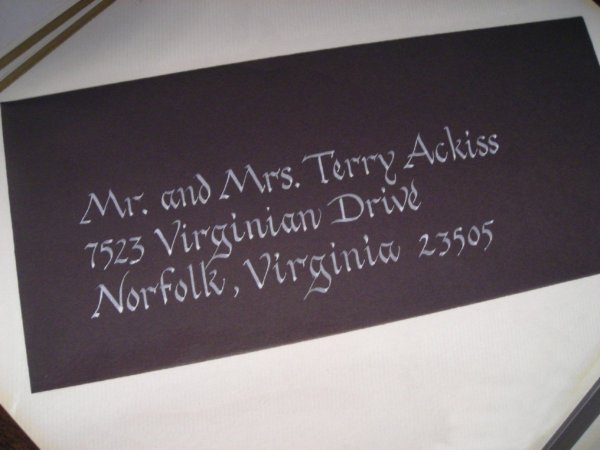 Mr. and Mrs. Terry Ackiss
7523 Virginian Drive
Norfolk, Virginia 23505